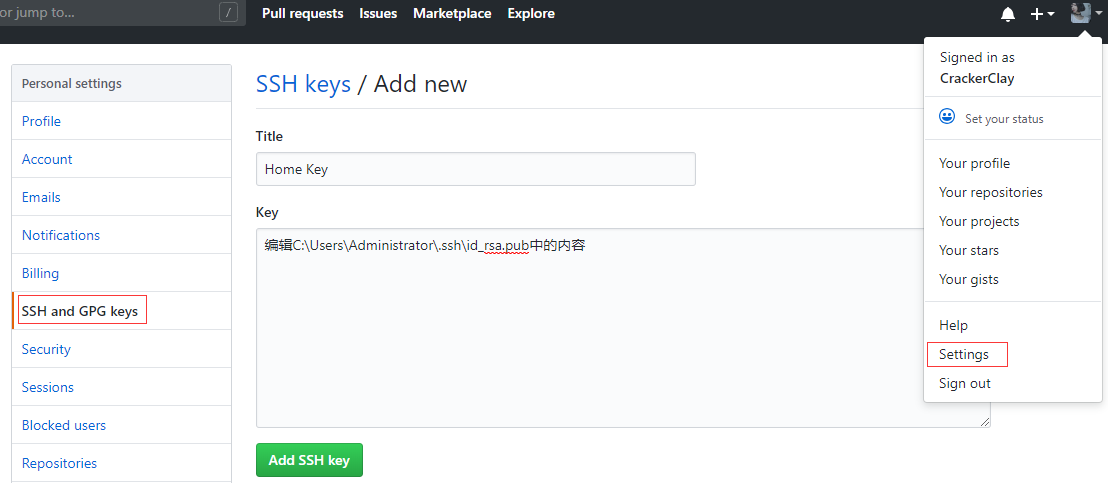 or jump to...
/
Pull requests
Issues
Marketplace
Explore
Signed in as
CrackerClay
Set your status
Your profile
Your repositories
Your projects
Your stars
Your gists
Help
Settings
Sign out
Personal settings
Profile
Account
Emails
Notifications
Billing
SSH and GPG keys
Security
Sessions
Blocked users
Repositories
SSH keys / Add new
Title
Home Key
Key
编辑C:\Users\Administrator\.ssh\id_rsa.pub中的内容
Add SSH key